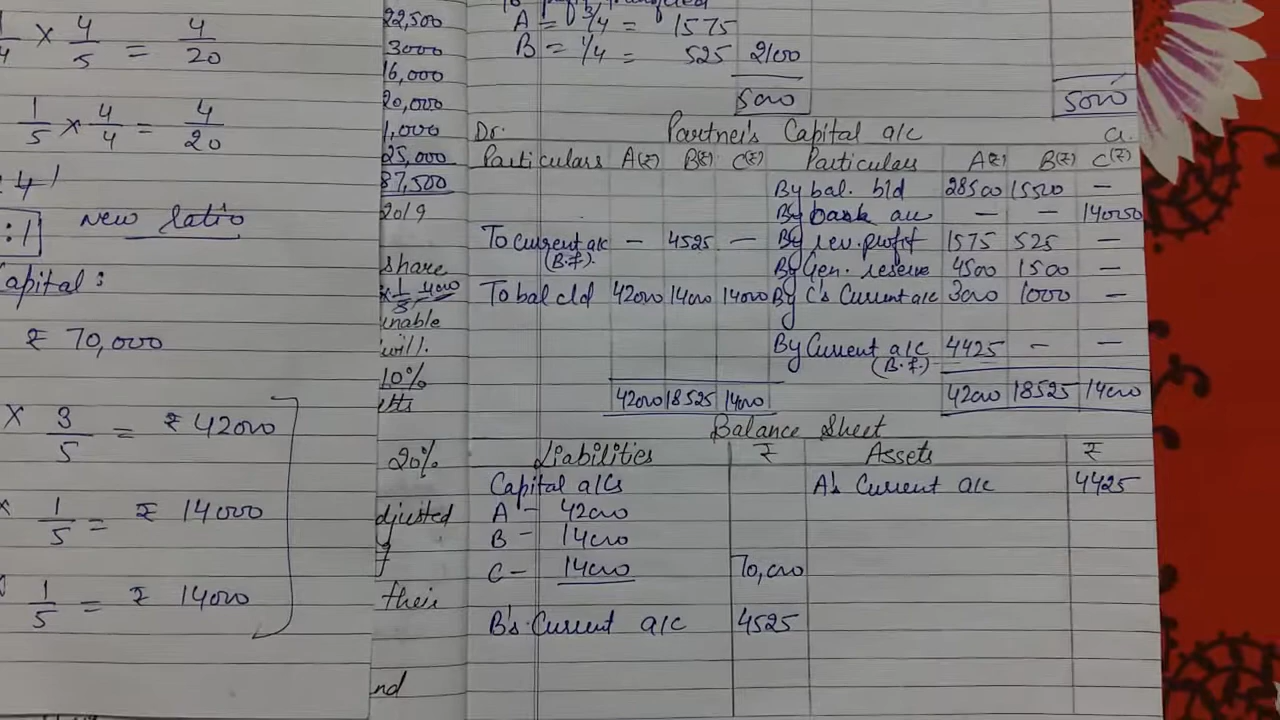 × 4/5 = 4/20
1/5 × 4/4 = 4/20
:1 New ratio
Capital:
₹ 70,000
× 3/5 = ₹ 42000
× 1/5 = ₹ 14000
1/5 = ₹ 14000
22,500
3000
16,000
20,000
1,000
25,000
87,500
2019
share
× 1/5 4000
will.
10%
20%
djusted
their
nd
A = 3/4 = 1575
B = 1/4 = 525 2100
5000 5000
Dr. Partner's Capital a/c
Particulars A(₹) B(₹) C(₹) Particulars A(₹) B(₹) C(₹)
By bal. b/d 28500 15500 —
By bank a/c — — 14000
To current a/c — 4525 — By rev. profit 1575 525 —
(B.f). By Gen. reserve 4500 1500 —
To bal c/d 42000 14000 14000 By C's Current a/c 3000 1000 —
By Current a/c 4425 — —
(B.f.)
42000 18525 14000 42000 18525 14000
Balance Sheet
Liabilities ₹ Assets ₹
Capital a/cs A's Current a/c 4425
A - 42000
B - 14000
C - 14000 70,000
B's Current a/c 4525